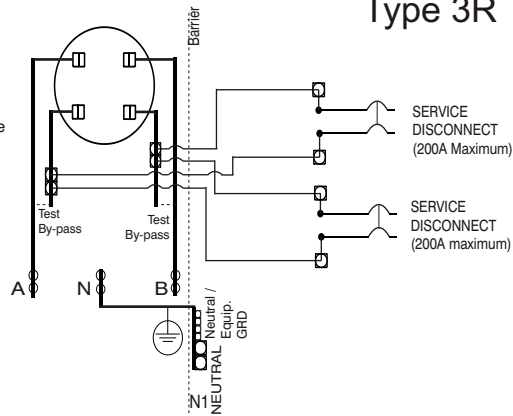 Type 3R
Barrier
e
SERVICE
DISCONNECT
(200A Maximum)
Test
By-pass
Test
By-pass
SERVICE
DISCONNECT
(200A maximum)
A
N
B
Neutral /
Equip.
GRD
NEUTRAL
N1